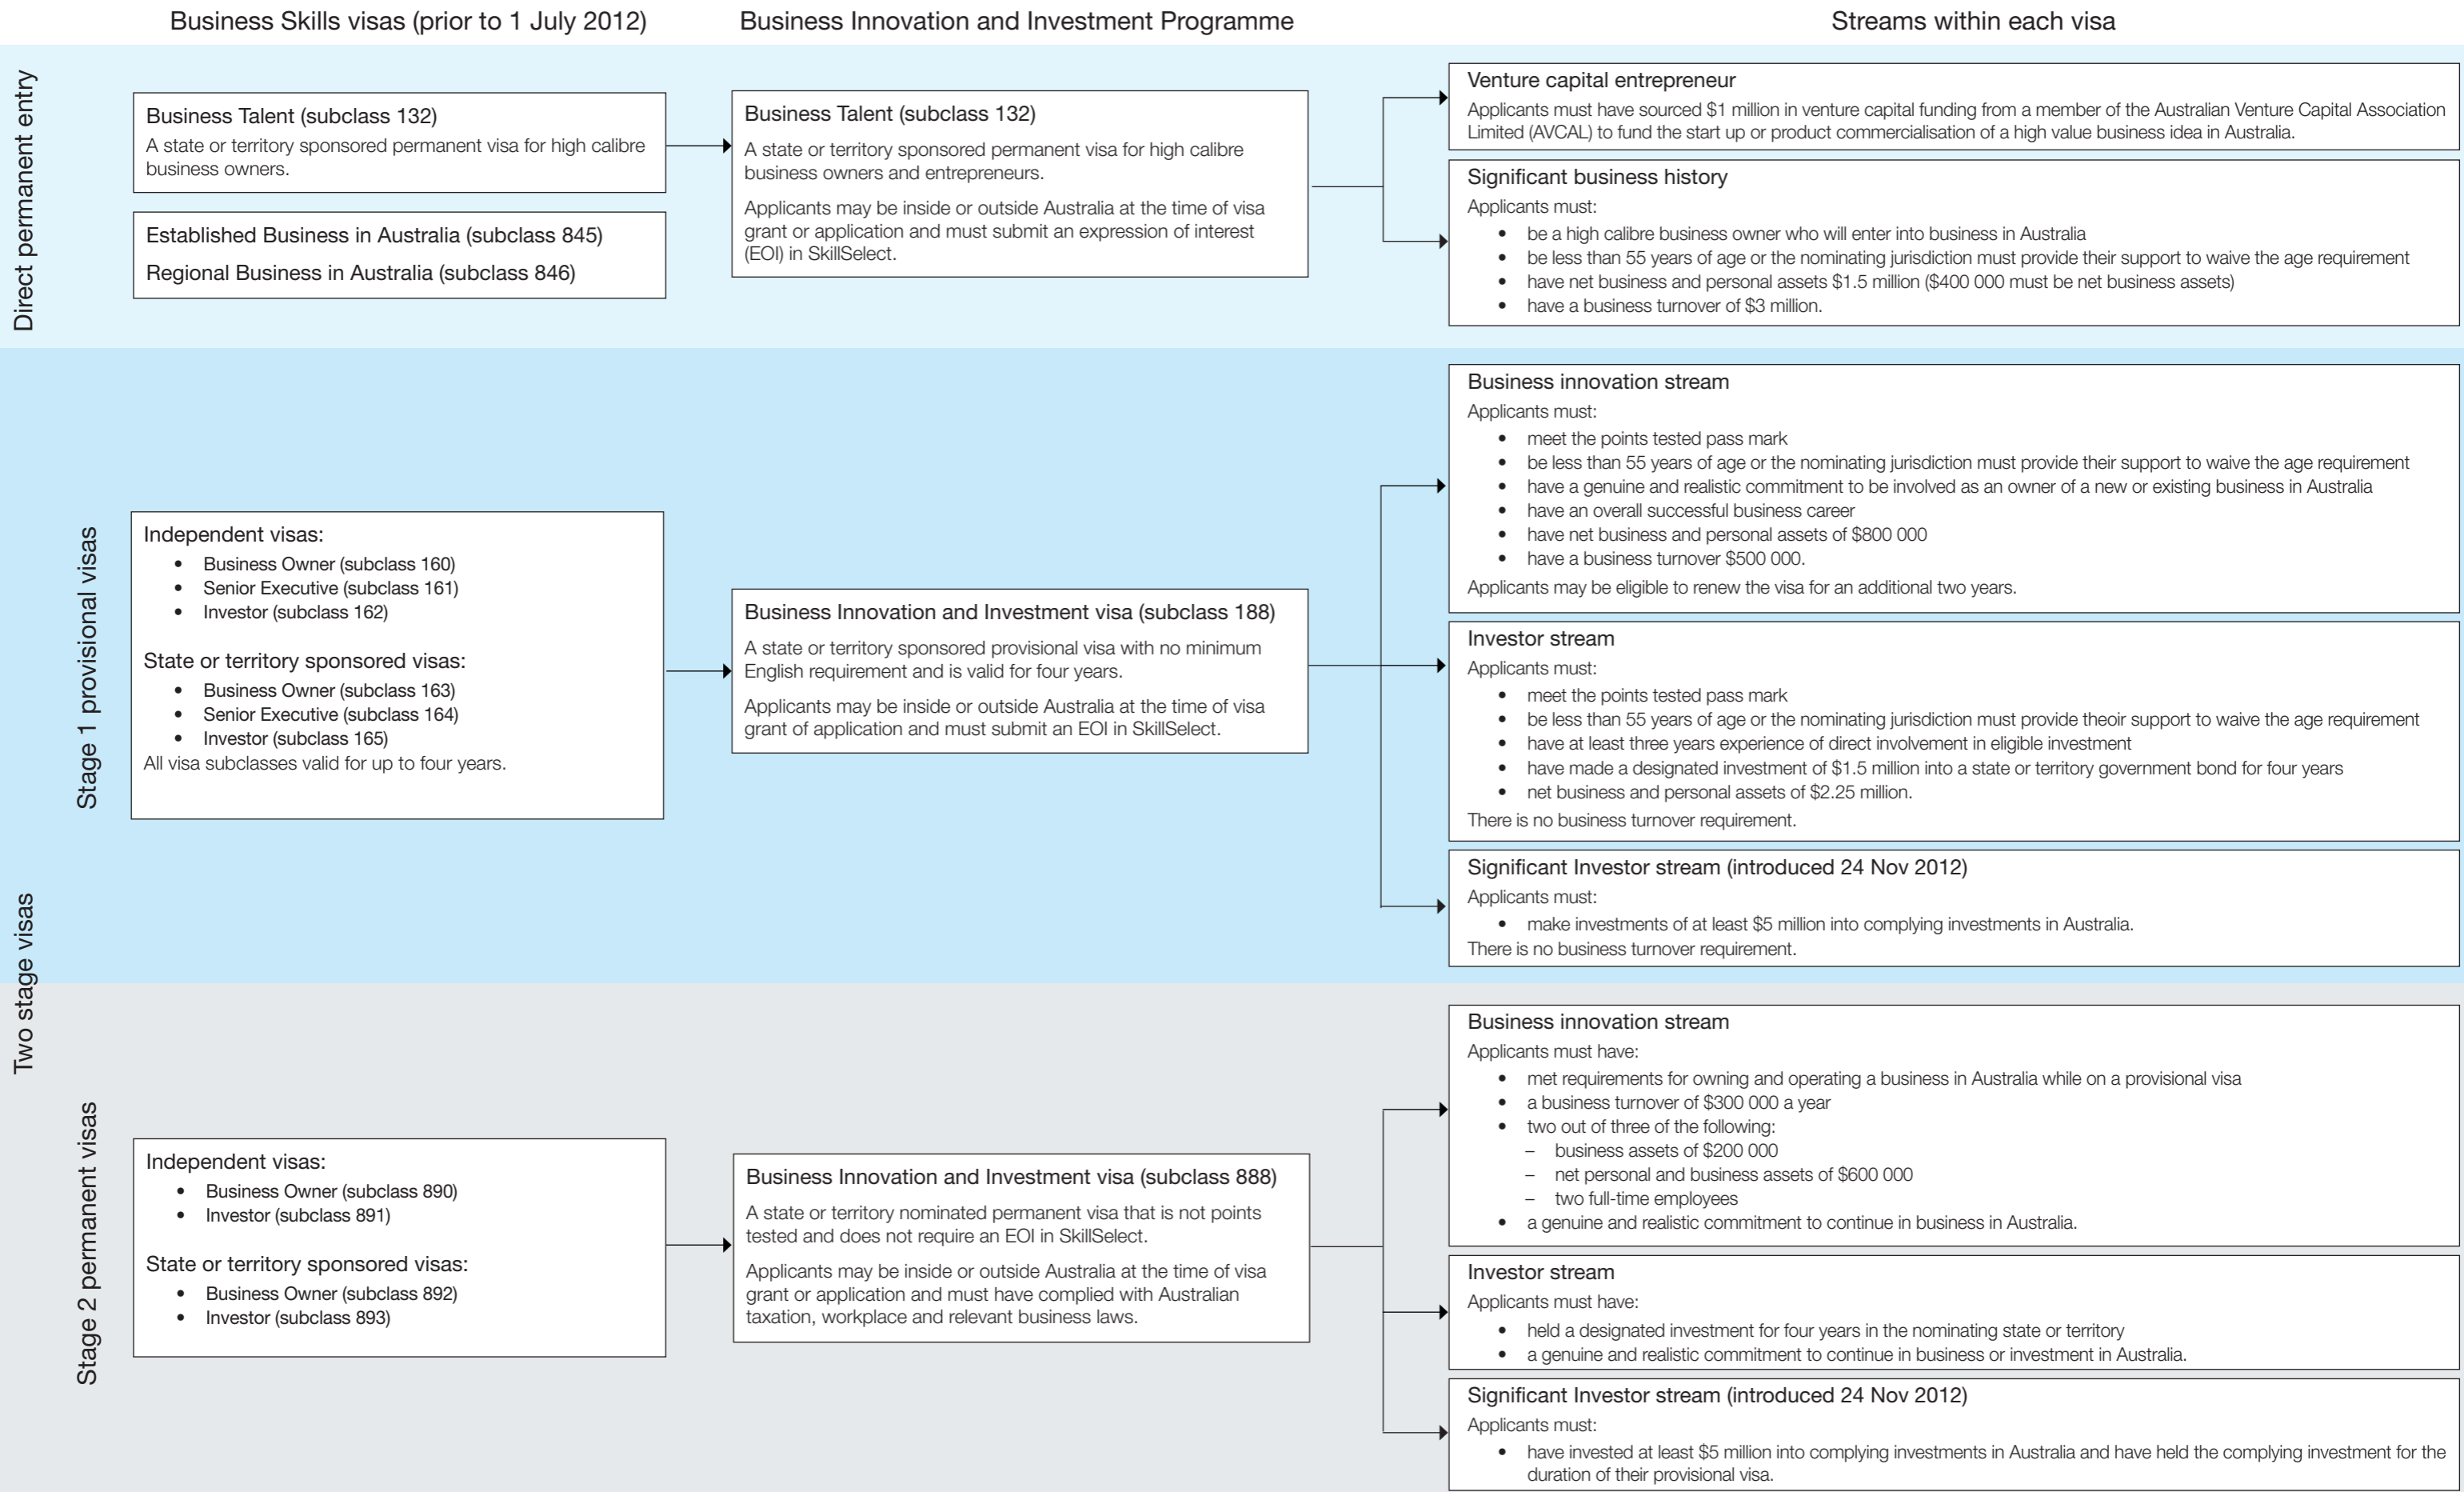 Business Skills visas (prior to 1 July 2012)
Business Innovation and Investment Programme
Streams within each visa
Direct permanent entry
Business Talent (subclass 132)
A state or territory sponsored permanent visa for high calibre
business owners.
Established Business in Australia (subclass 845)
Regional Business in Australia (subclass 846)
Business Talent (subclass 132)
A state or territory sponsored permanent visa for high calibre
business owners and entrepreneurs.
Applicants may be inside or outside Australia at the time of visa
grant or application and must submit an expression of interest
(EOI) in SkillSelect.
Venture capital entrepreneur
Applicants must have sourced $1 million in venture capital funding from a member of the Australian Venture Capital Association
Limited (AVCAL) to fund the start up or product commercialisation of a high value business idea in Australia.
Significant business history
Applicants must:
• be a high calibre business owner who will enter into business in Australia
• be less than 55 years of age or the nominating jurisdiction must provide their support to waive the age requirement
• have net business and personal assets $1.5 million ($400 000 must be net business assets)
• have a business turnover of $3 million.
Two stage visas
Stage 1 provisional visas
Independent visas:
• Business Owner (subclass 160)
• Senior Executive (subclass 161)
• Investor (subclass 162)
State or territory sponsored visas:
• Business Owner (subclass 163)
• Senior Executive (subclass 164)
• Investor (subclass 165)
All visa subclasses valid for up to four years.
Business Innovation and Investment visa (subclass 188)
A state or territory sponsored provisional visa with no minimum
English requirement and is valid for four years.
Applicants may be inside or outside Australia at the time of visa
grant of application and must submit an EOI in SkillSelect.
Business innovation stream
Applicants must:
• meet the points tested pass mark
• be less than 55 years of age or the nominating jurisdiction must provide their support to waive the age requirement
• have a genuine and realistic commitment to be involved as an owner of a new or existing business in Australia
• have an overall successful business career
• have net business and personal assets of $800 000
• have a business turnover $500 000.
Applicants may be eligible to renew the visa for an additional two years.
Investor stream
Applicants must:
• meet the points tested pass mark
• be less than 55 years of age or the nominating jurisdiction must provide theoir support to waive the age requirement
• have at least three years experience of direct involvement in eligible investment
• have made a designated investment of $1.5 million into a state or territory government bond for four years
• net business and personal assets of $2.25 million.
There is no business turnover requirement.
Significant Investor stream (introduced 24 Nov 2012)
Applicants must:
• make investments of at least $5 million into complying investments in Australia.
There is no business turnover requirement.
Stage 2 permanent visas
Independent visas:
• Business Owner (subclass 890)
• Investor (subclass 891)
State or territory sponsored visas:
• Business Owner (subclass 892)
• Investor (subclass 893)
Business Innovation and Investment visa (subclass 888)
A state or territory nominated permanent visa that is not points
tested and does not require an EOI in SkillSelect.
Applicants may be inside or outside Australia at the time of visa
grant or application and must have complied with Australian
taxation, workplace and relevant business laws.
Business innovation stream
Applicants must have:
• met requirements for owning and operating a business in Australia while on a provisional visa
• a business turnover of $300 000 a year
• two out of three of the following:
– business assets of $200 000
– net personal and business assets of $600 000
– two full-time employees
• a genuine and realistic commitment to continue in business in Australia.
Investor stream
Applicants must have:
• held a designated investment for four years in the nominating state or territory
• a genuine and realistic commitment to continue in business or investment in Australia.
Significant Investor stream (introduced 24 Nov 2012)
Applicants must:
• have invested at least $5 million into complying investments in Australia and have held the complying investment for the
duration of their provisional visa.